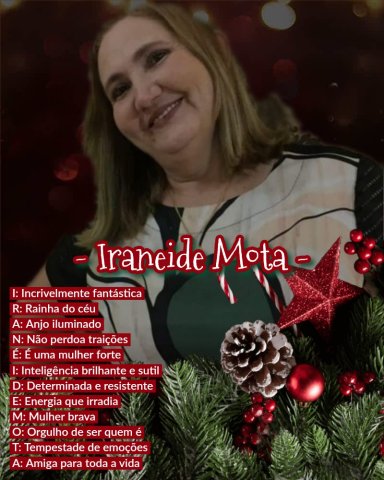 - Iraneide Mota -
I: Incrivelmente fantástica
R: Rainha do céu
A: Anjo iluminado
N: Não perdoa traições
É: É uma mulher forte
I: Inteligência brilhante e sutil
D: Determinada e resistente
E: Energia que irradia
M: Mulher brava
O: Orgulho de ser quem é
T: Tempestade de emoções
A: Amiga para toda a vida